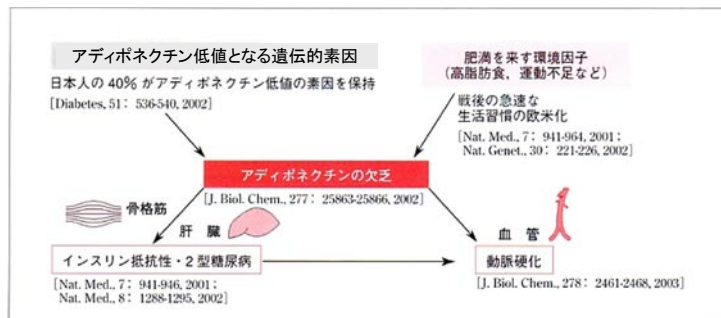 アディポネクチン低値となる遺伝的素因
日本人の40%がアディポネクチン低値の素因を保持
[Diabetes, 51: 536-540, 2002]
肥満を来す環境因子
(高脂肪食, 運動不足など)
戦後の急速な
生活習慣の欧米化
[Nat. Med., 7: 941-964, 2001;
Nat. Genet., 30: 221-226, 2002]
アディポネクチンの欠乏
[J. Biol. Chem., 277: 25863-25866, 2002]
骨格筋
肝臓
血管
インスリン抵抗性・2型糖尿病
動脈硬化
[Nat. Med., 7: 941-946, 2001;
Nat. Med., 8: 1288-1295, 2002]
[J. Biol. Chem., 278: 2461-2468, 2003]